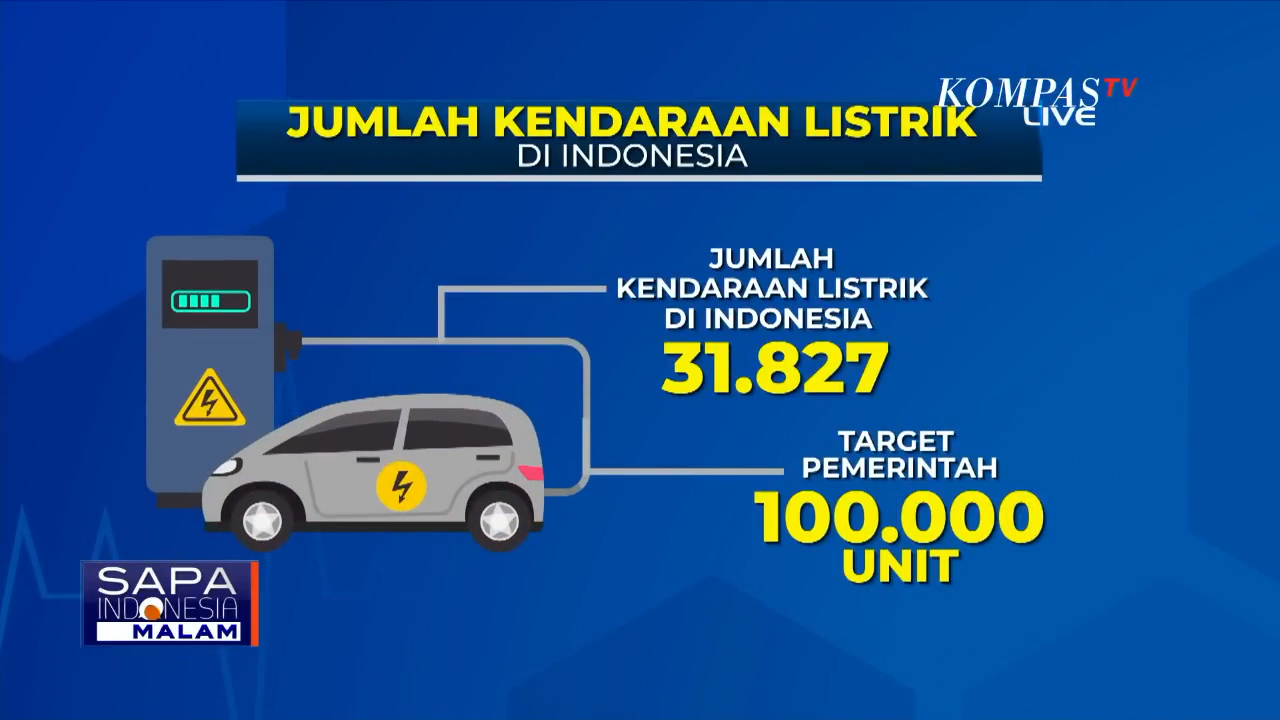 KOMPAS TV
LIVE
JUMLAH KENDARAAN LISTRIK
DI INDONESIA
JUMLAH
KENDARAAN LISTRIK
DI INDONESIA
31.827
TARGET
PEMERINTAH
100.000
UNIT
SAPA
INDONESIA
MALAM